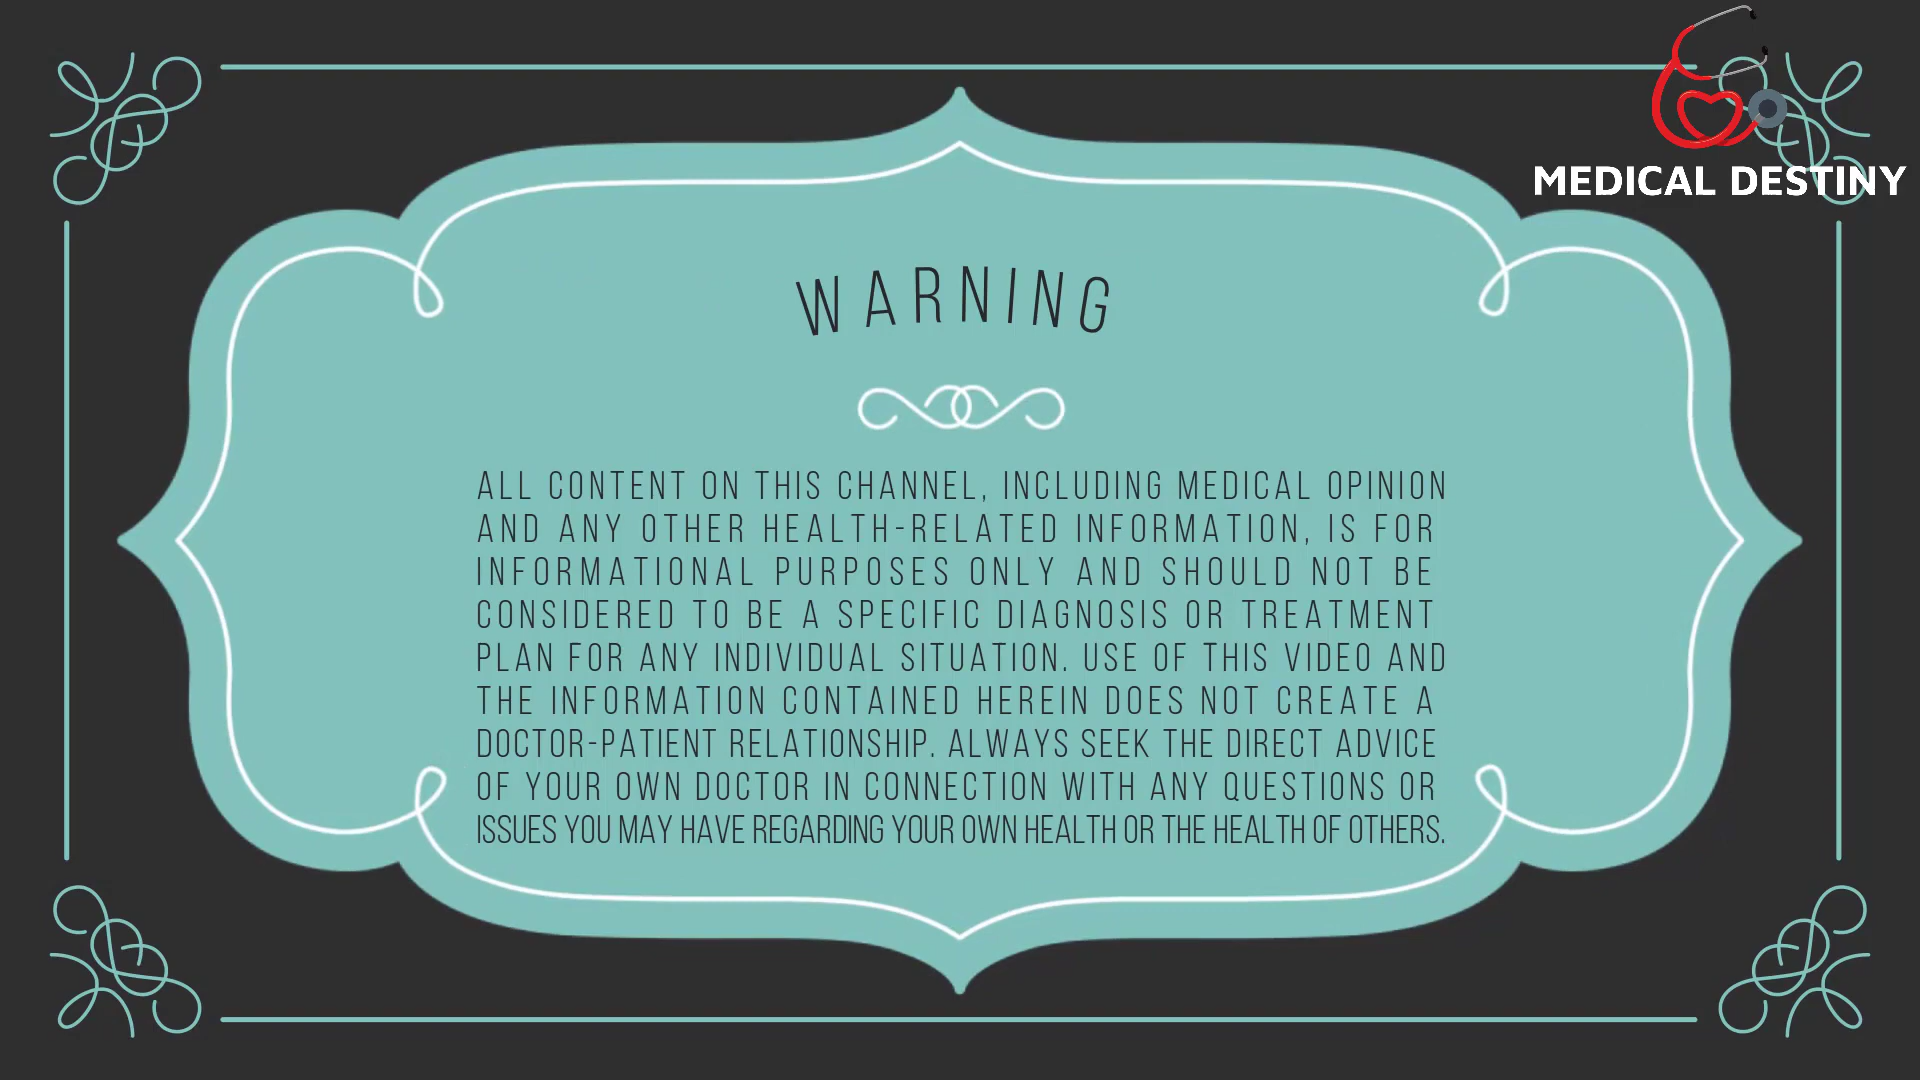 MEDICAL DESTINY
WARNING
ALL CONTENT ON THIS CHANNEL, INCLUDING MEDICAL OPINION
AND ANY OTHER HEALTH-RELATED INFORMATION, IS FOR
INFORMATIONAL PURPOSES ONLY AND SHOULD NOT BE
CONSIDERED TO BE A SPECIFIC DIAGNOSIS OR TREATMENT
PLAN FOR ANY INDIVIDUAL SITUATION. USE OF THIS VIDEO AND
THE INFORMATION CONTAINED HEREIN DOES NOT CREATE A
DOCTOR-PATIENT RELATIONSHIP. ALWAYS SEEK THE DIRECT ADVICE
OF YOUR OWN DOCTOR IN CONNECTION WITH ANY QUESTIONS OR
ISSUES YOU MAY HAVE REGARDING YOUR OWN HEALTH OR THE HEALTH OF OTHERS.